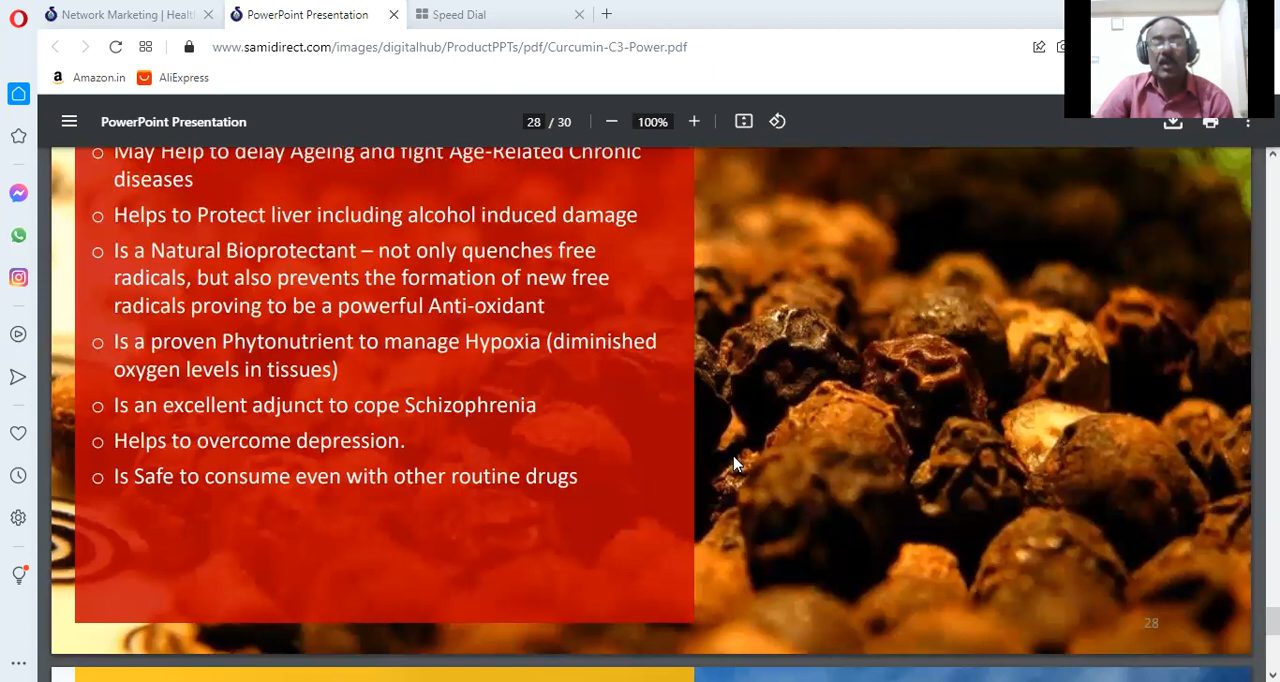 Network Marketing | Healt
PowerPoint Presentation
Speed Dial
www.samidirect.com/images/digitalhub/ProductPPTs/pdf/Curcumin-C3-Power.pdf
Amazon.in
AliExpress
PowerPoint Presentation
28 / 30
100%
May Help to delay Ageing and fight Age-Related Chronic
diseases
Helps to Protect liver including alcohol induced damage
Is a Natural Bioprotectant – not only quenches free
radicals, but also prevents the formation of new free
radicals proving to be a powerful Anti-oxidant
Is a proven Phytonutrient to manage Hypoxia (diminished
oxygen levels in tissues)
Is an excellent adjunct to cope Schizophrenia
Helps to overcome depression.
Is Safe to consume even with other routine drugs
28